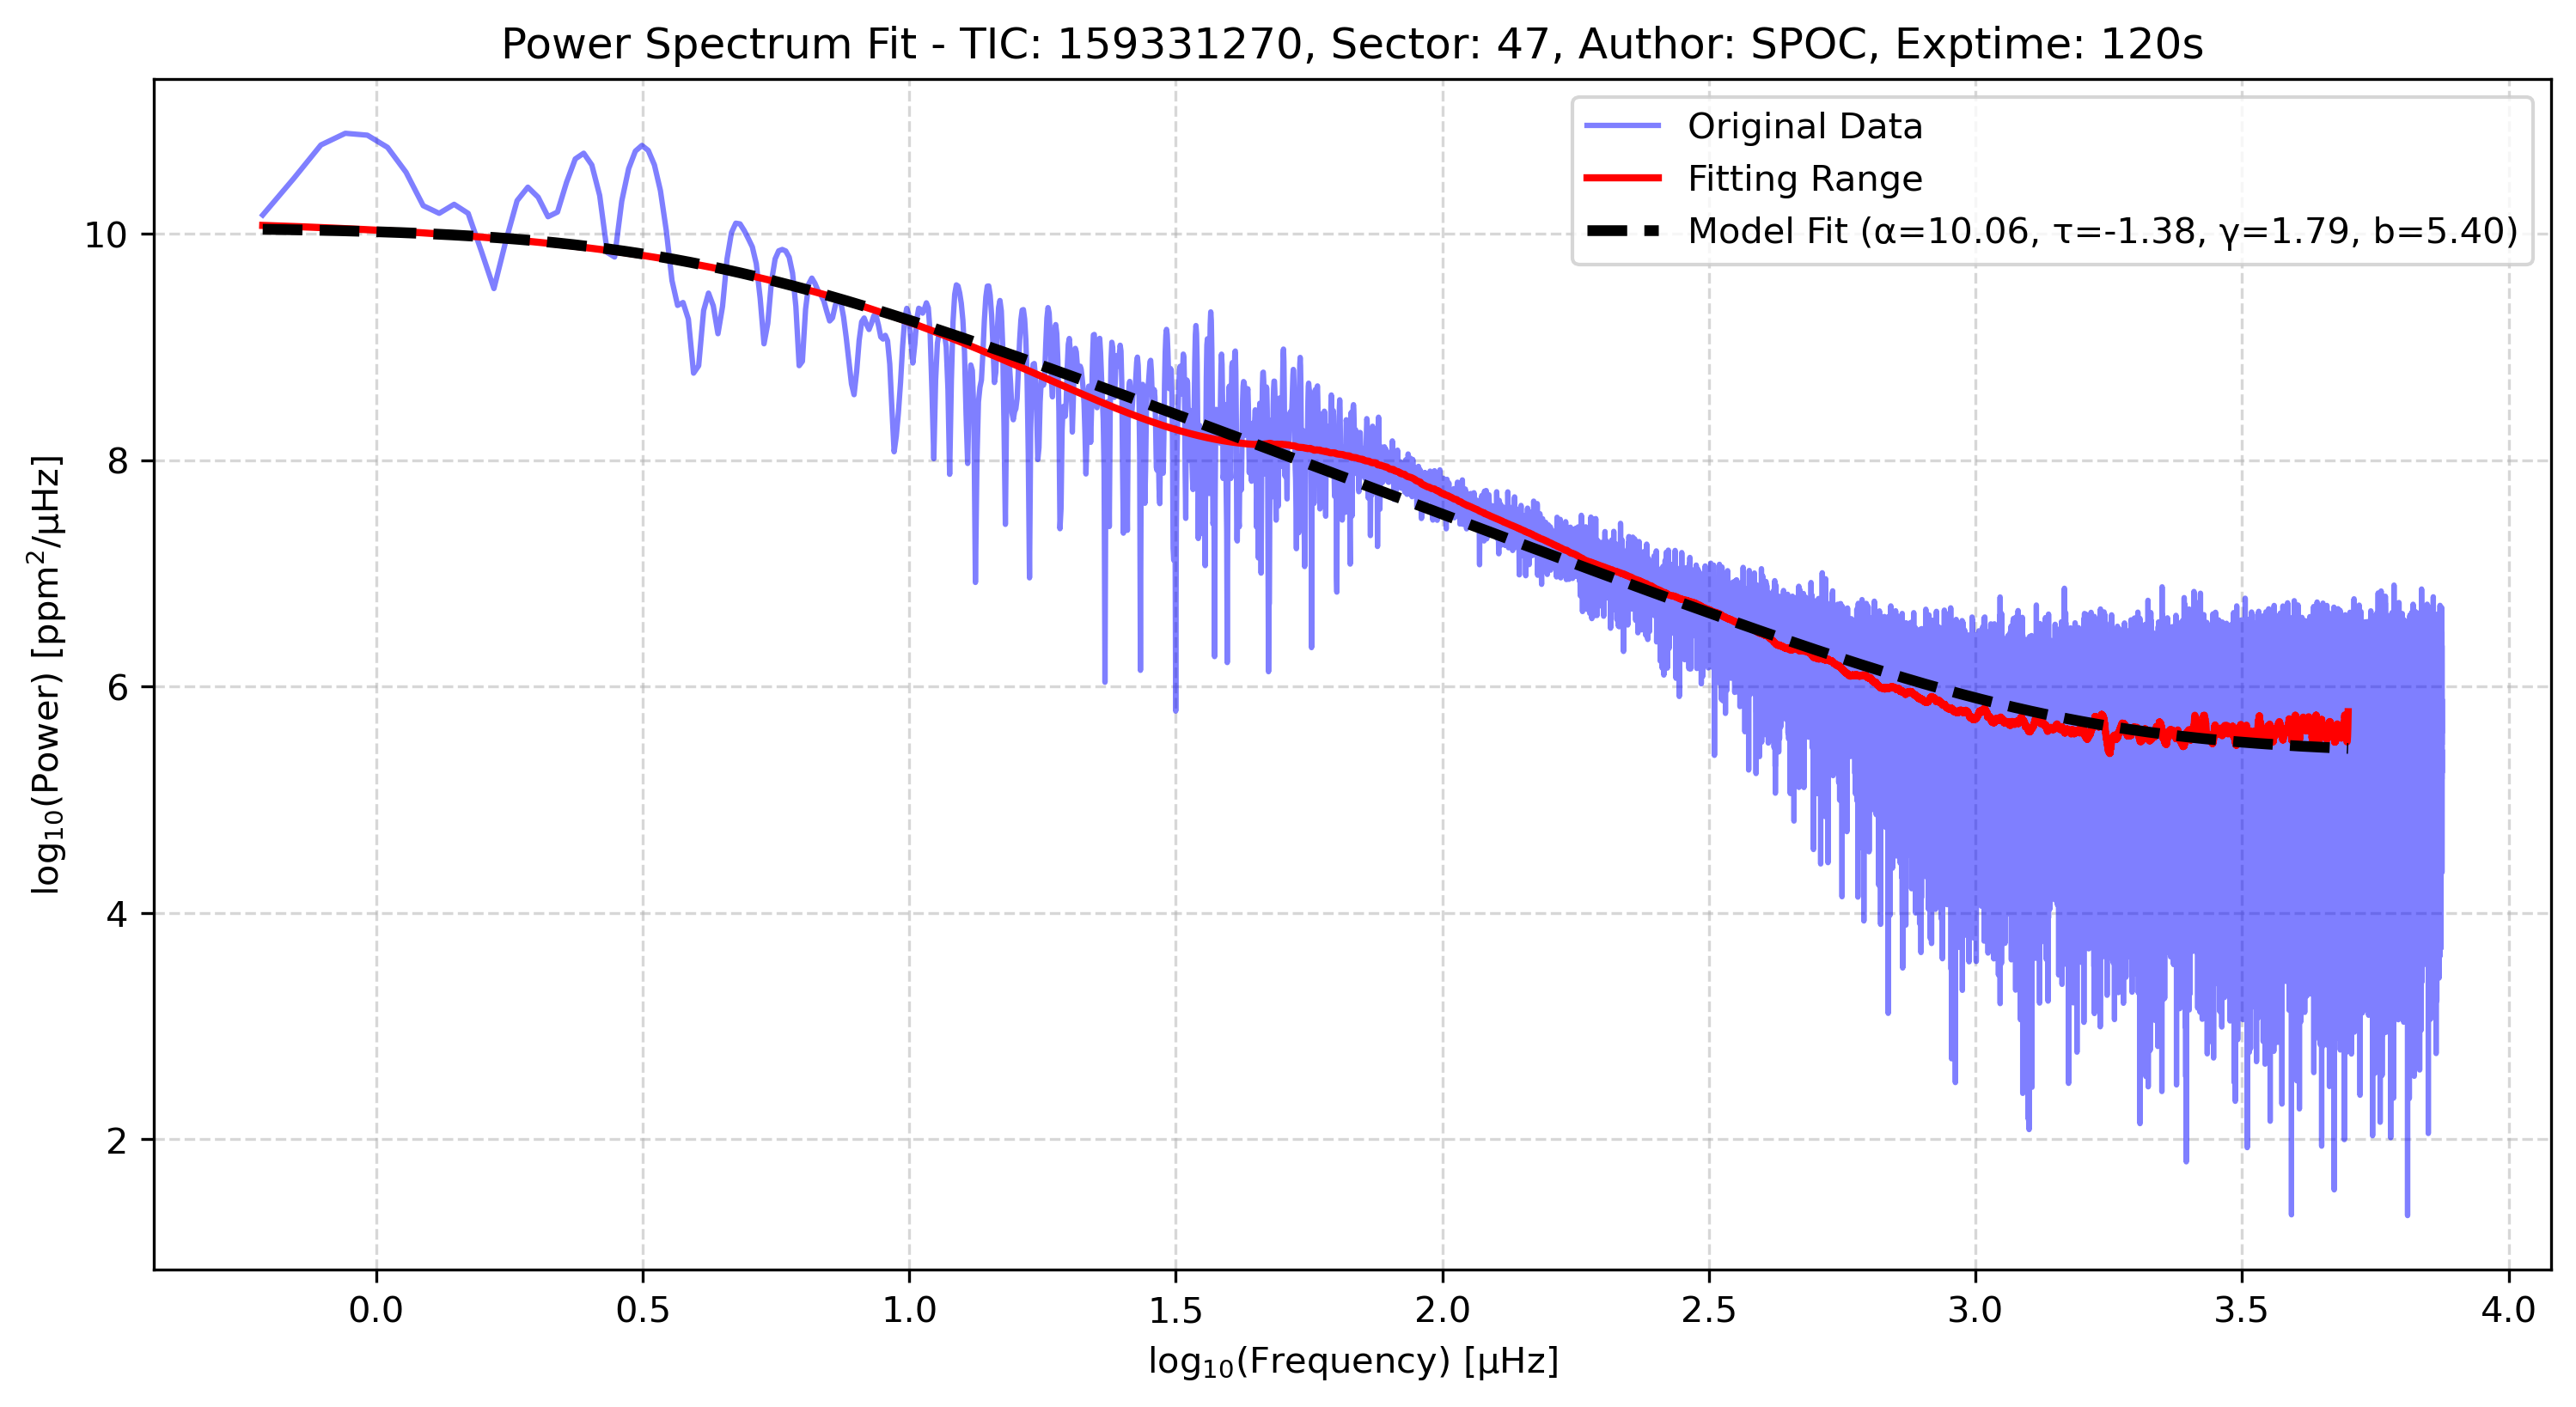 Power Spectrum Fit - TIC: 159331270, Sector: 47, Author: SPOC, Exptime: 120s
Original Data
Fitting Range
Model Fit (α=10.06, τ=-1.38, γ=1.79, b=5.40)
log₁₀(Power) [ppm²/μHz]
10
8
6
4
2
0.0 0.5 1.0 1.5 2.0 2.5 3.0 3.5 4.0
log₁₀(Frequency) [μHz]